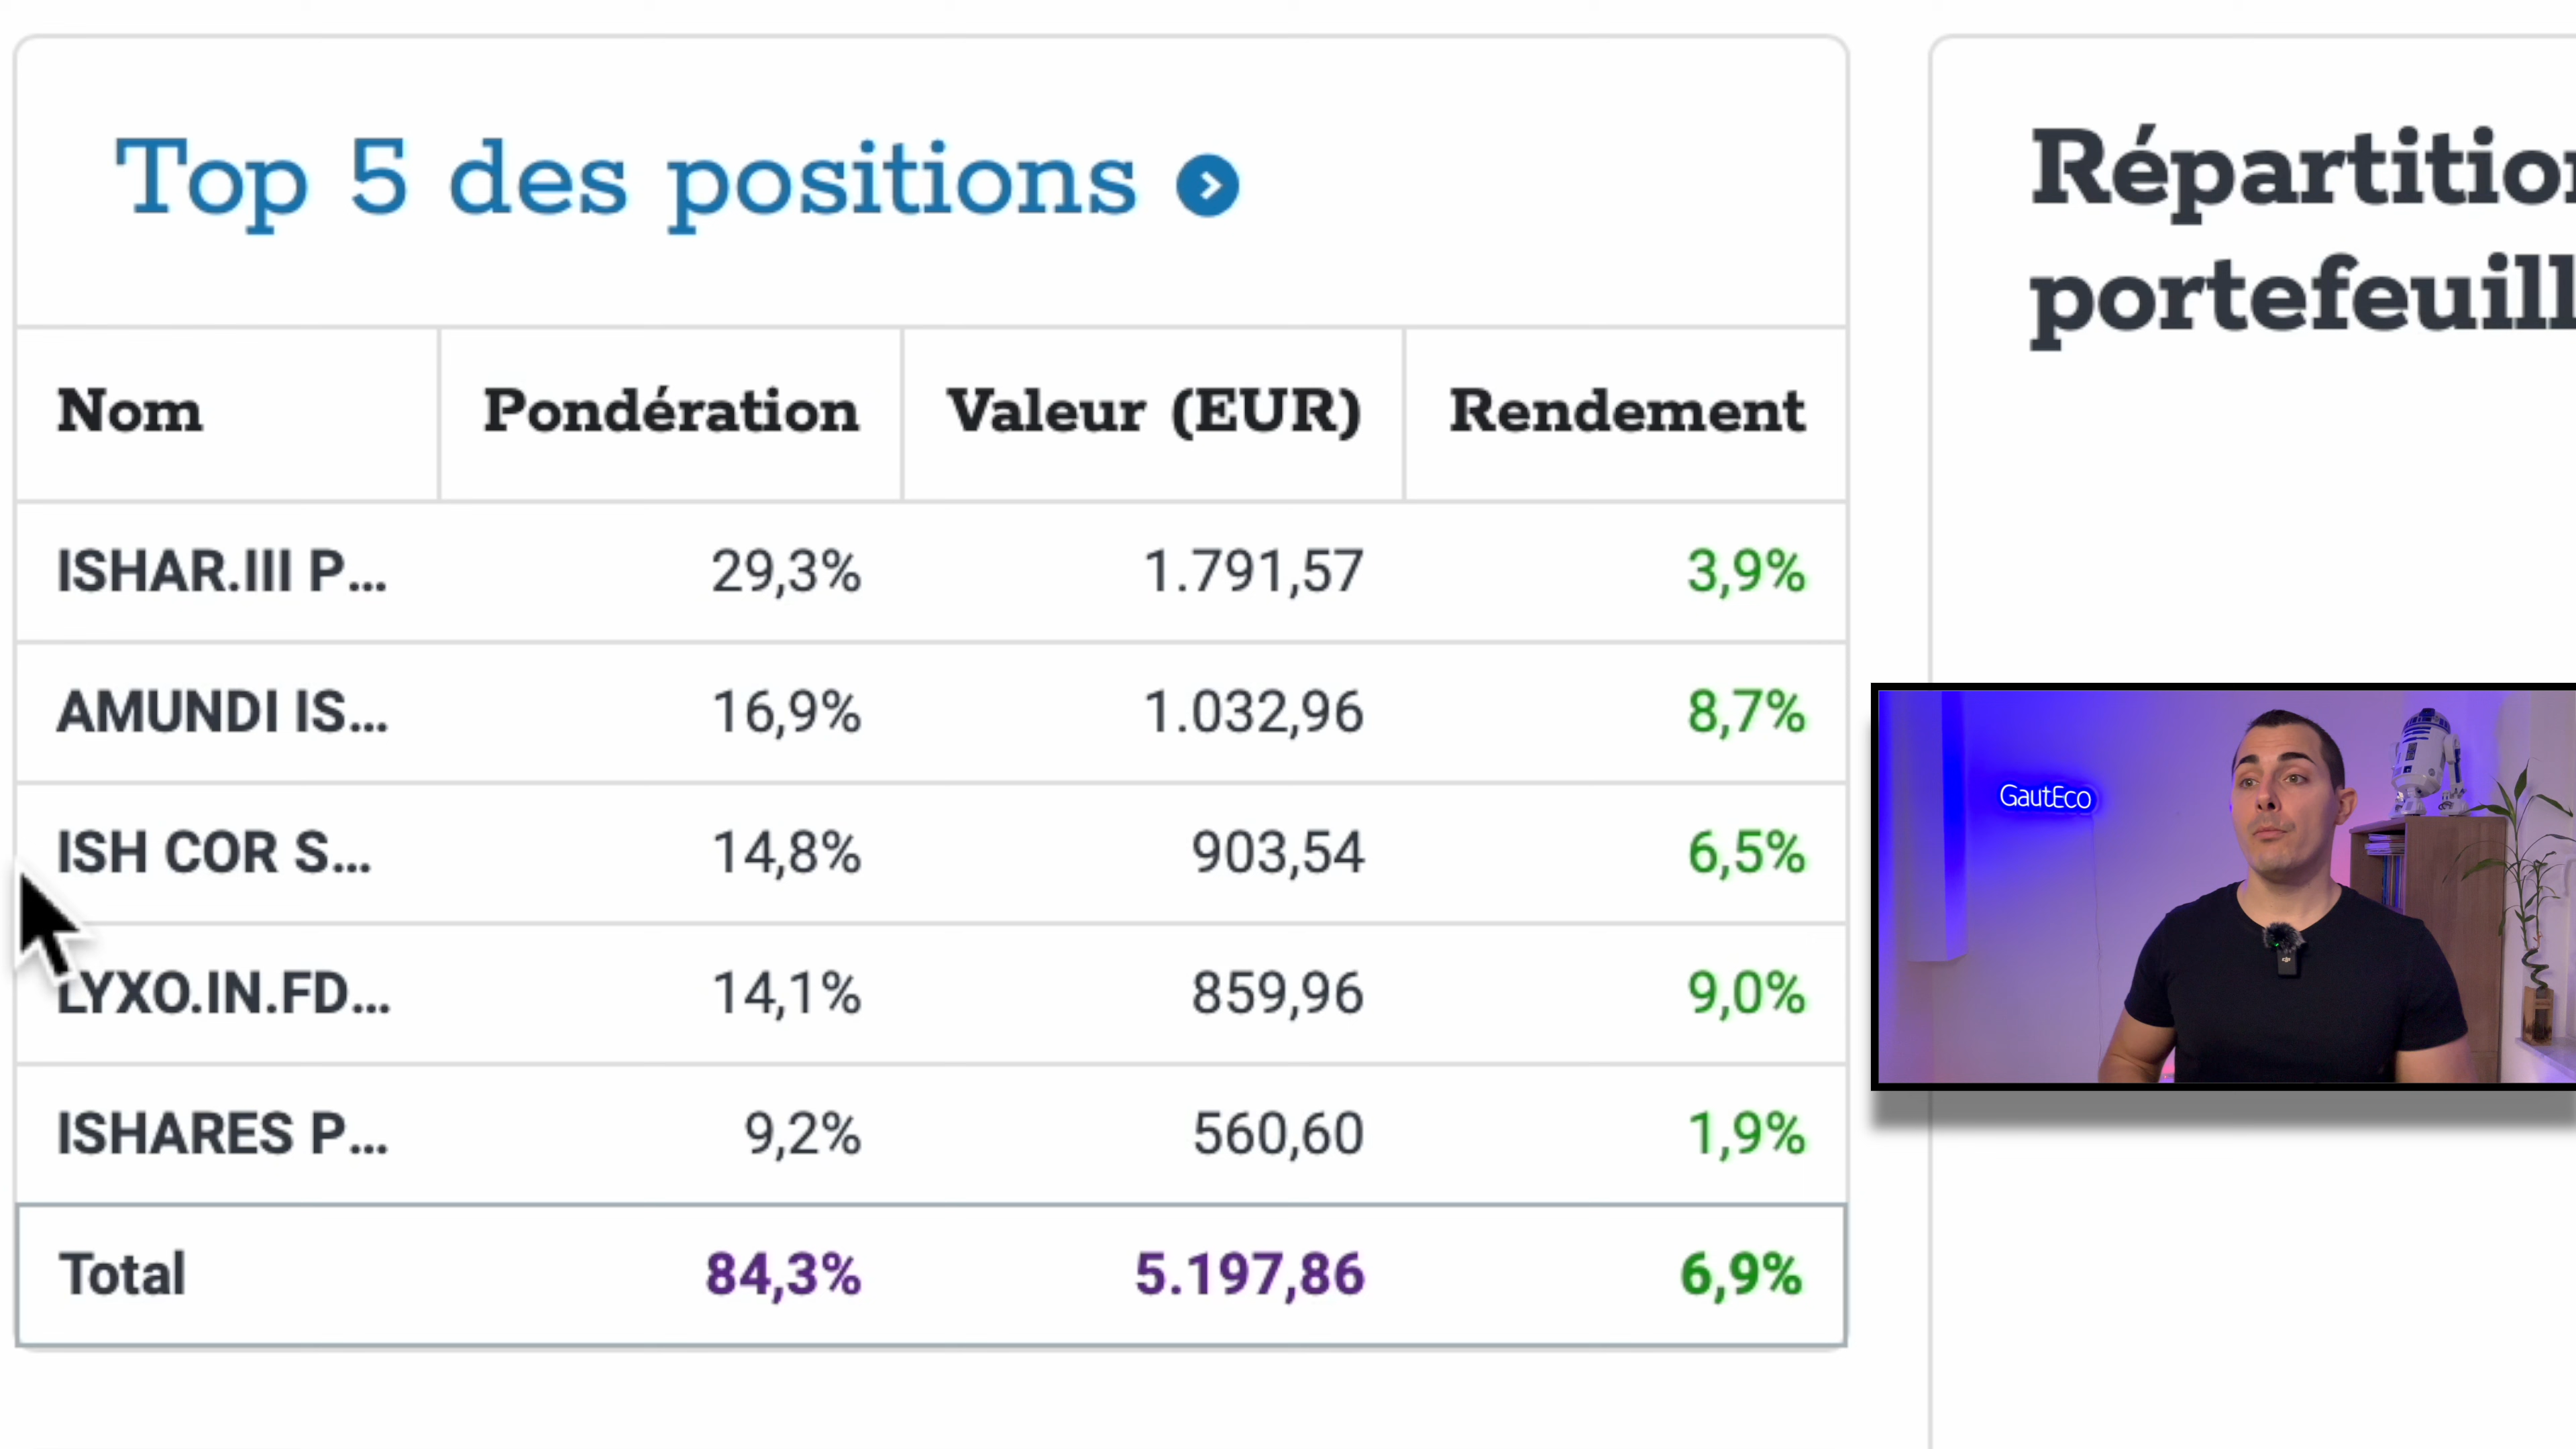 Top 5 des positions
Nom Pondération Valeur (EUR) Rendement
ISHAR.III P... 29,3% 1.791,57 3,9%
AMUNDI IS... 16,9% 1.032,96 8,7%
ISH COR S... 14,8% 903,54 6,5%
LYXO.IN.FD... 14,1% 859,96 9,0%
ISHARES P... 9,2% 560,60 1,9%
Total 84,3% 5.197,86 6,9%
Répartition
portefeuill
GautEco